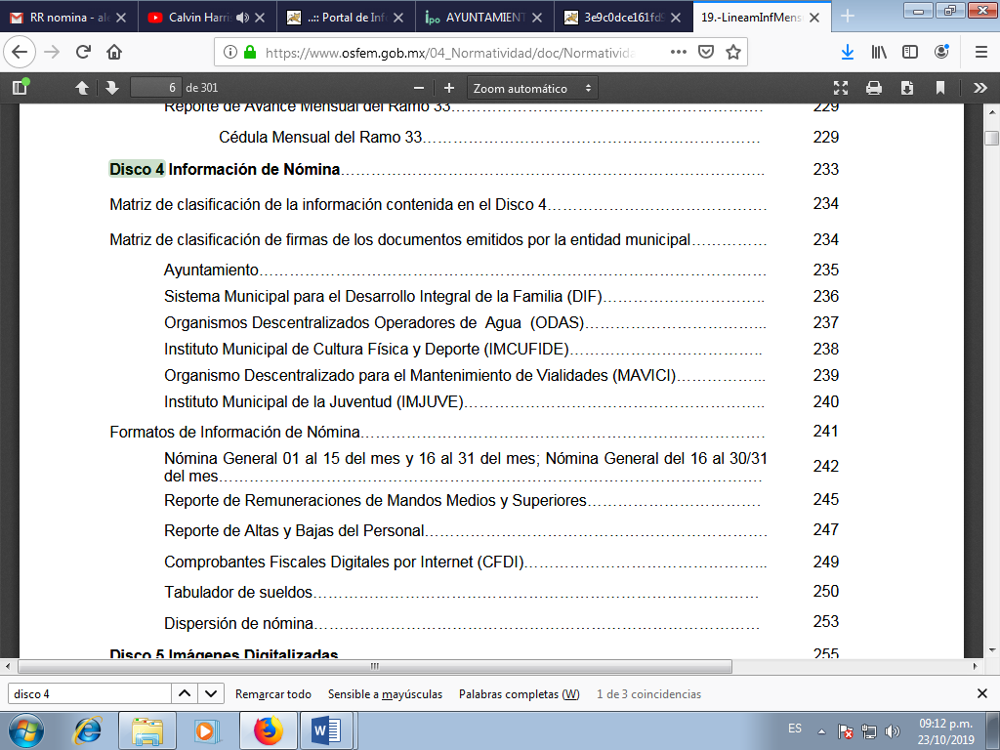 RR nomina - ale
Calvin Harris
..:: Portal de Info
ipo AYUNTAMIENT
3e9c0dce161fd9
19.-LineamInfMens
https://www.osfem.gob.mx/04_Normatividad/doc/Normativida
6 de 301
Zoom automático
Reporte de Avance Mensual del Ramo 33………………………………………………… 229
Cédula Mensual del Ramo 33……………………………………………………… 229
Disco 4 Información de Nómina……………………………………………………………….. 233
Matriz de clasificación de la información contenida en el Disco 4……………………………………. 234
Matriz de clasificación de firmas de los documentos emitidos por la entidad municipal…………… 234
Ayuntamiento………………………………………………………………………………… 235
Sistema Municipal para el Desarrollo Integral de la Familia (DIF)………………………….. 236
Organismos Descentralizados Operadores de Agua (ODAS)…………………………….. 237
Instituto Municipal de Cultura Física y Deporte (IMCUFIDE)………………………………. 238
Organismo Descentralizado para el Mantenimiento de Vialidades (MAVICI)…………….. 239
Instituto Municipal de la Juventud (IMJUVE)………………………………………………….. 240
Formatos de Información de Nómina……………………………………………………………… 241
Nómina General 01 al 15 del mes y 16 al 31 del mes; Nómina General del 16 al 30/31
del mes……………………………………………………………………………………… 242
Reporte de Remuneraciones de Mandos Medios y Superiores…………………………… 245
Reporte de Altas y Bajas del Personal……………………………………………………… 247
Comprobantes Fiscales Digitales por Internet (CFDI)…………………………………….. 249
Tabulador de sueldos……………………………………………………………………… 250
Dispersión de nómina……………………………………………………………………… 253
Disco 5 Imágenes Digitalizadas 255
disco 4
Remarcar todo
Sensible a mayúsculas
Palabras completas (W)
1 de 3 coincidencias
ES
09:12 p.m.
23/10/2019